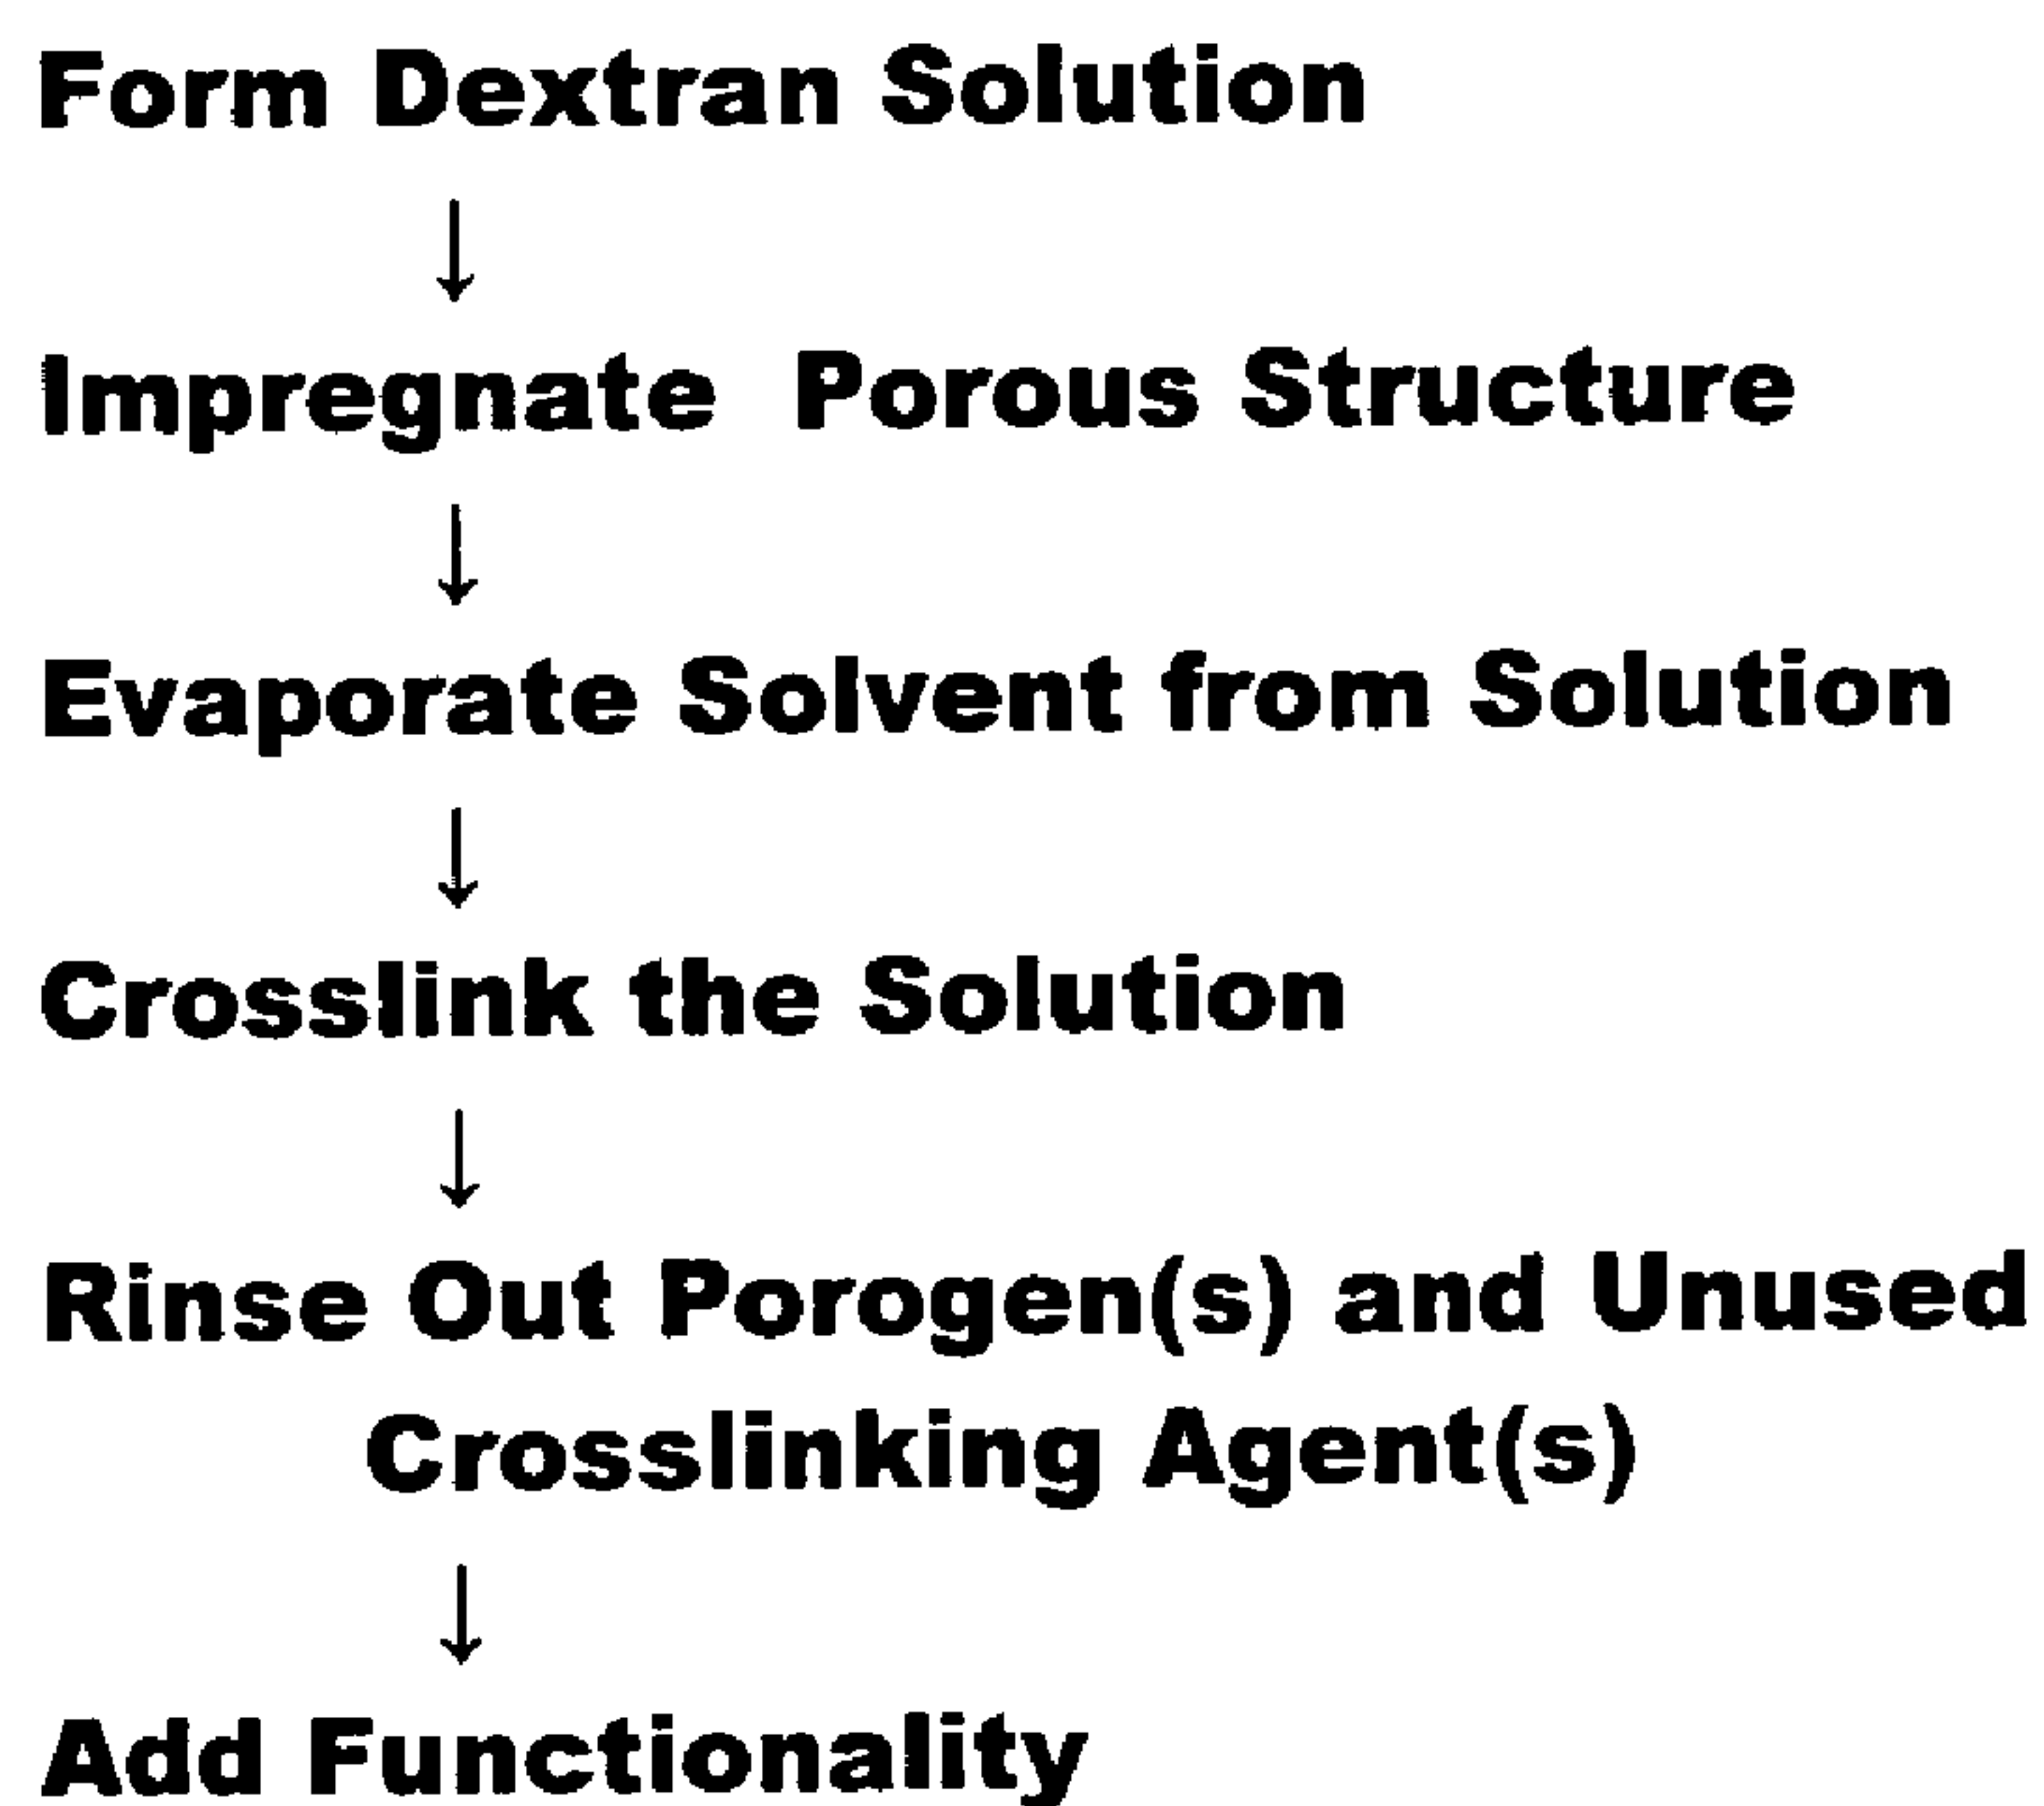 Form Dextran Solution
Impregnate Porous Structure
Evaporate Solvent from Solution
Crosslink the Solution
Rinse Out Porogen(s) and Unused
Crosslinking Agent(s)
Add Functionality